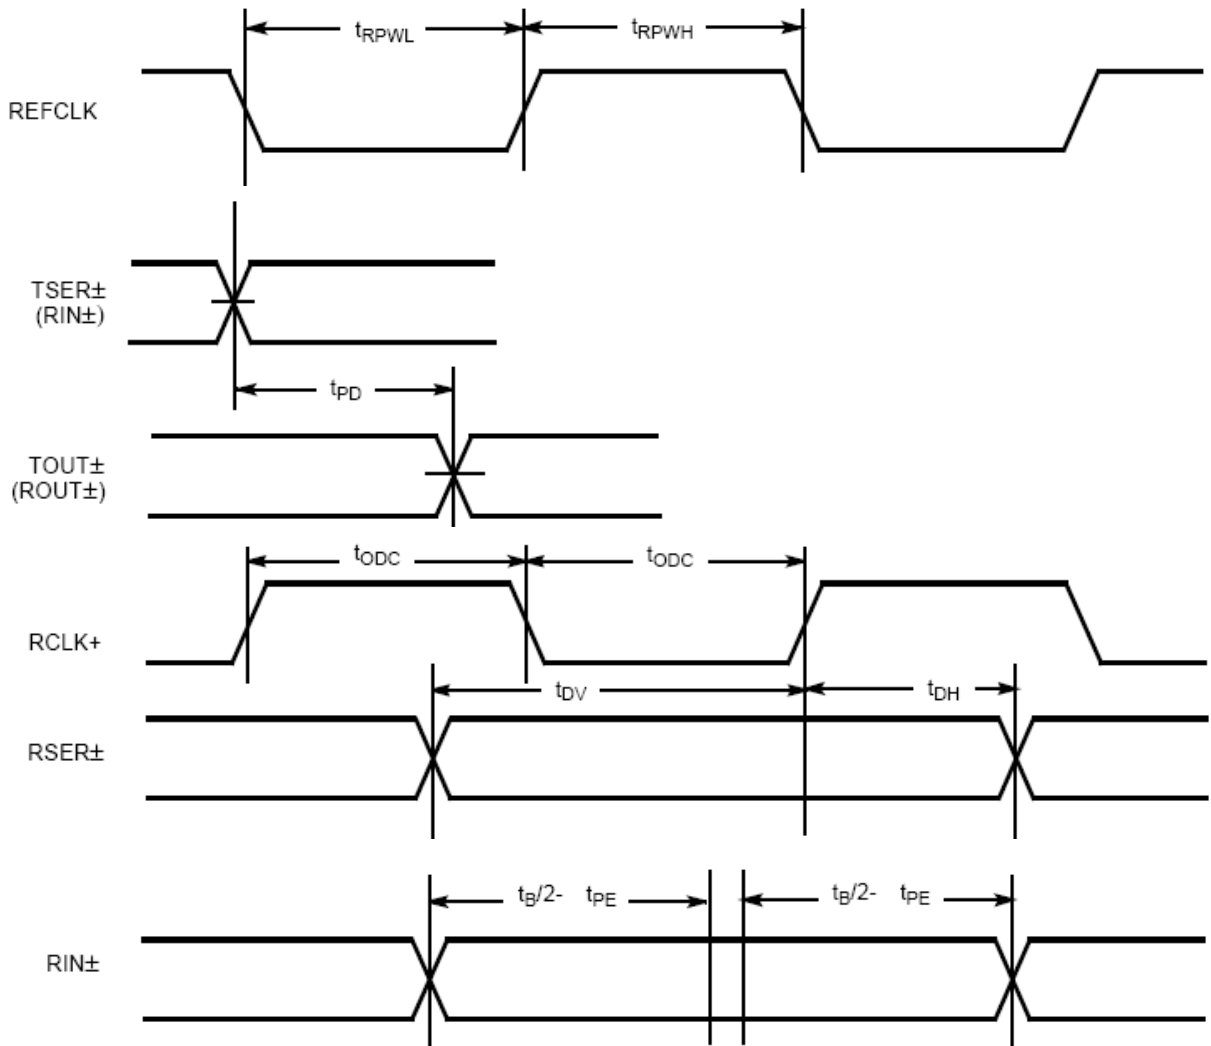 tRPWL tRPWH
REFCLK
TSER±
(RIN±)
tPD
TOUT±
(ROUT±)
tODC tODC
RCLK+
tDV tDH
RSER±
tB/2- tPE tB/2- tPE
RIN±